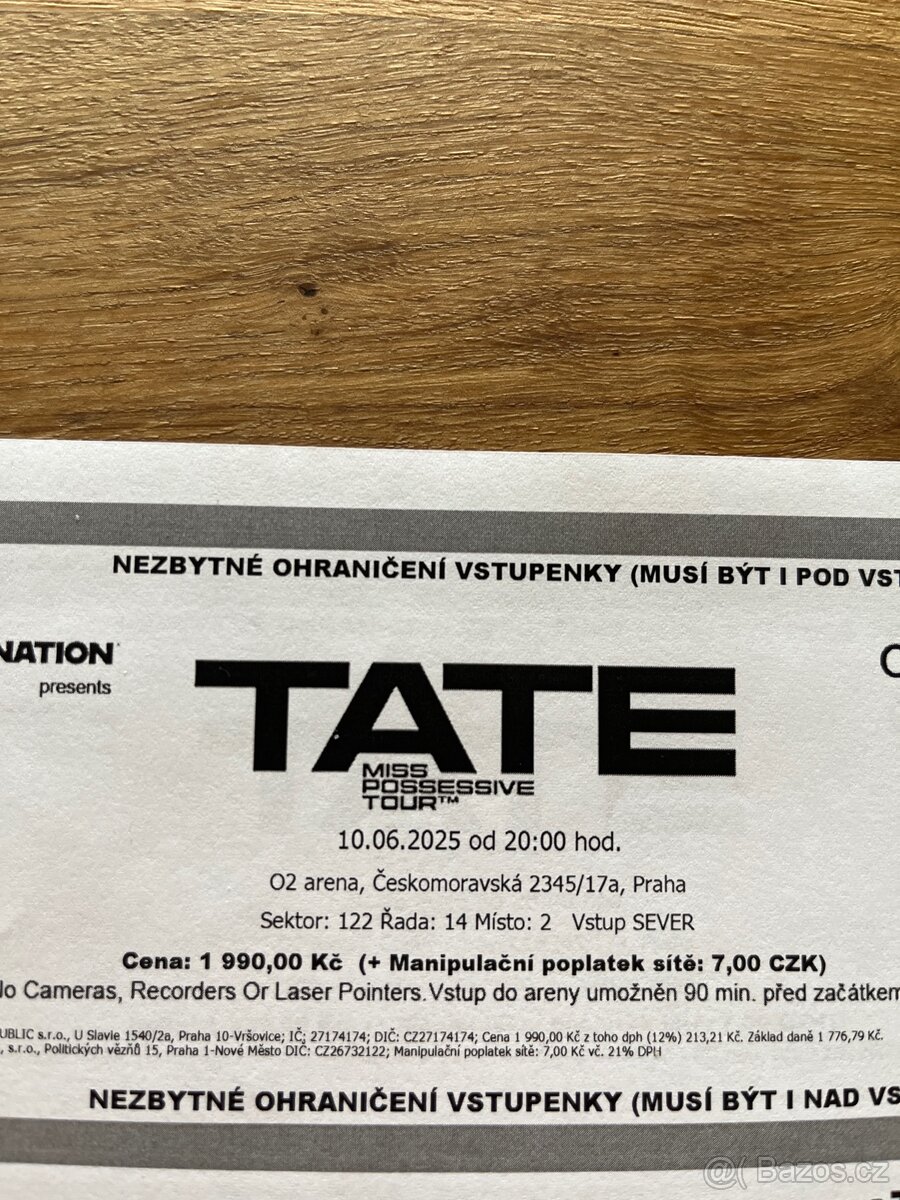 NEZBYTNÉ OHRANIČENÍ VSTUPENKY (MUSÍ BÝT I POD VST
NATION
presents
TATE
MISS
POSSESSIVE
TOUR™
10.06.2025 od 20:00 hod.
O2 arena, Českomoravská 2345/17a, Praha
Sektor: 122 Řada: 14 Místo: 2 Vstup SEVER
Cena: 1 990,00 Kč (+ Manipulační poplatek sítě: 7,00 CZK)
No Cameras, Recorders Or Laser Pointers.Vstup do areny umožněn 90 min. před začátkem
UBLIC s.r.o., U Slavie 1540/2a, Praha 10-Vršovice; IČ: 27174174; DIČ: CZ27174174; Cena 1 990,00 Kč z toho dph (12%) 213,21 Kč. Základ daně 1 776,79 Kč.
, s.r.o., Politických vězňů 15, Praha 1-Nové Město DIČ: CZ26732122; Manipulační poplatek sítě: 7,00 Kč vč. 21% DPH
NEZBYTNÉ OHRANIČENÍ VSTUPENKY (MUSÍ BÝT I NAD VS
Bazos.cz